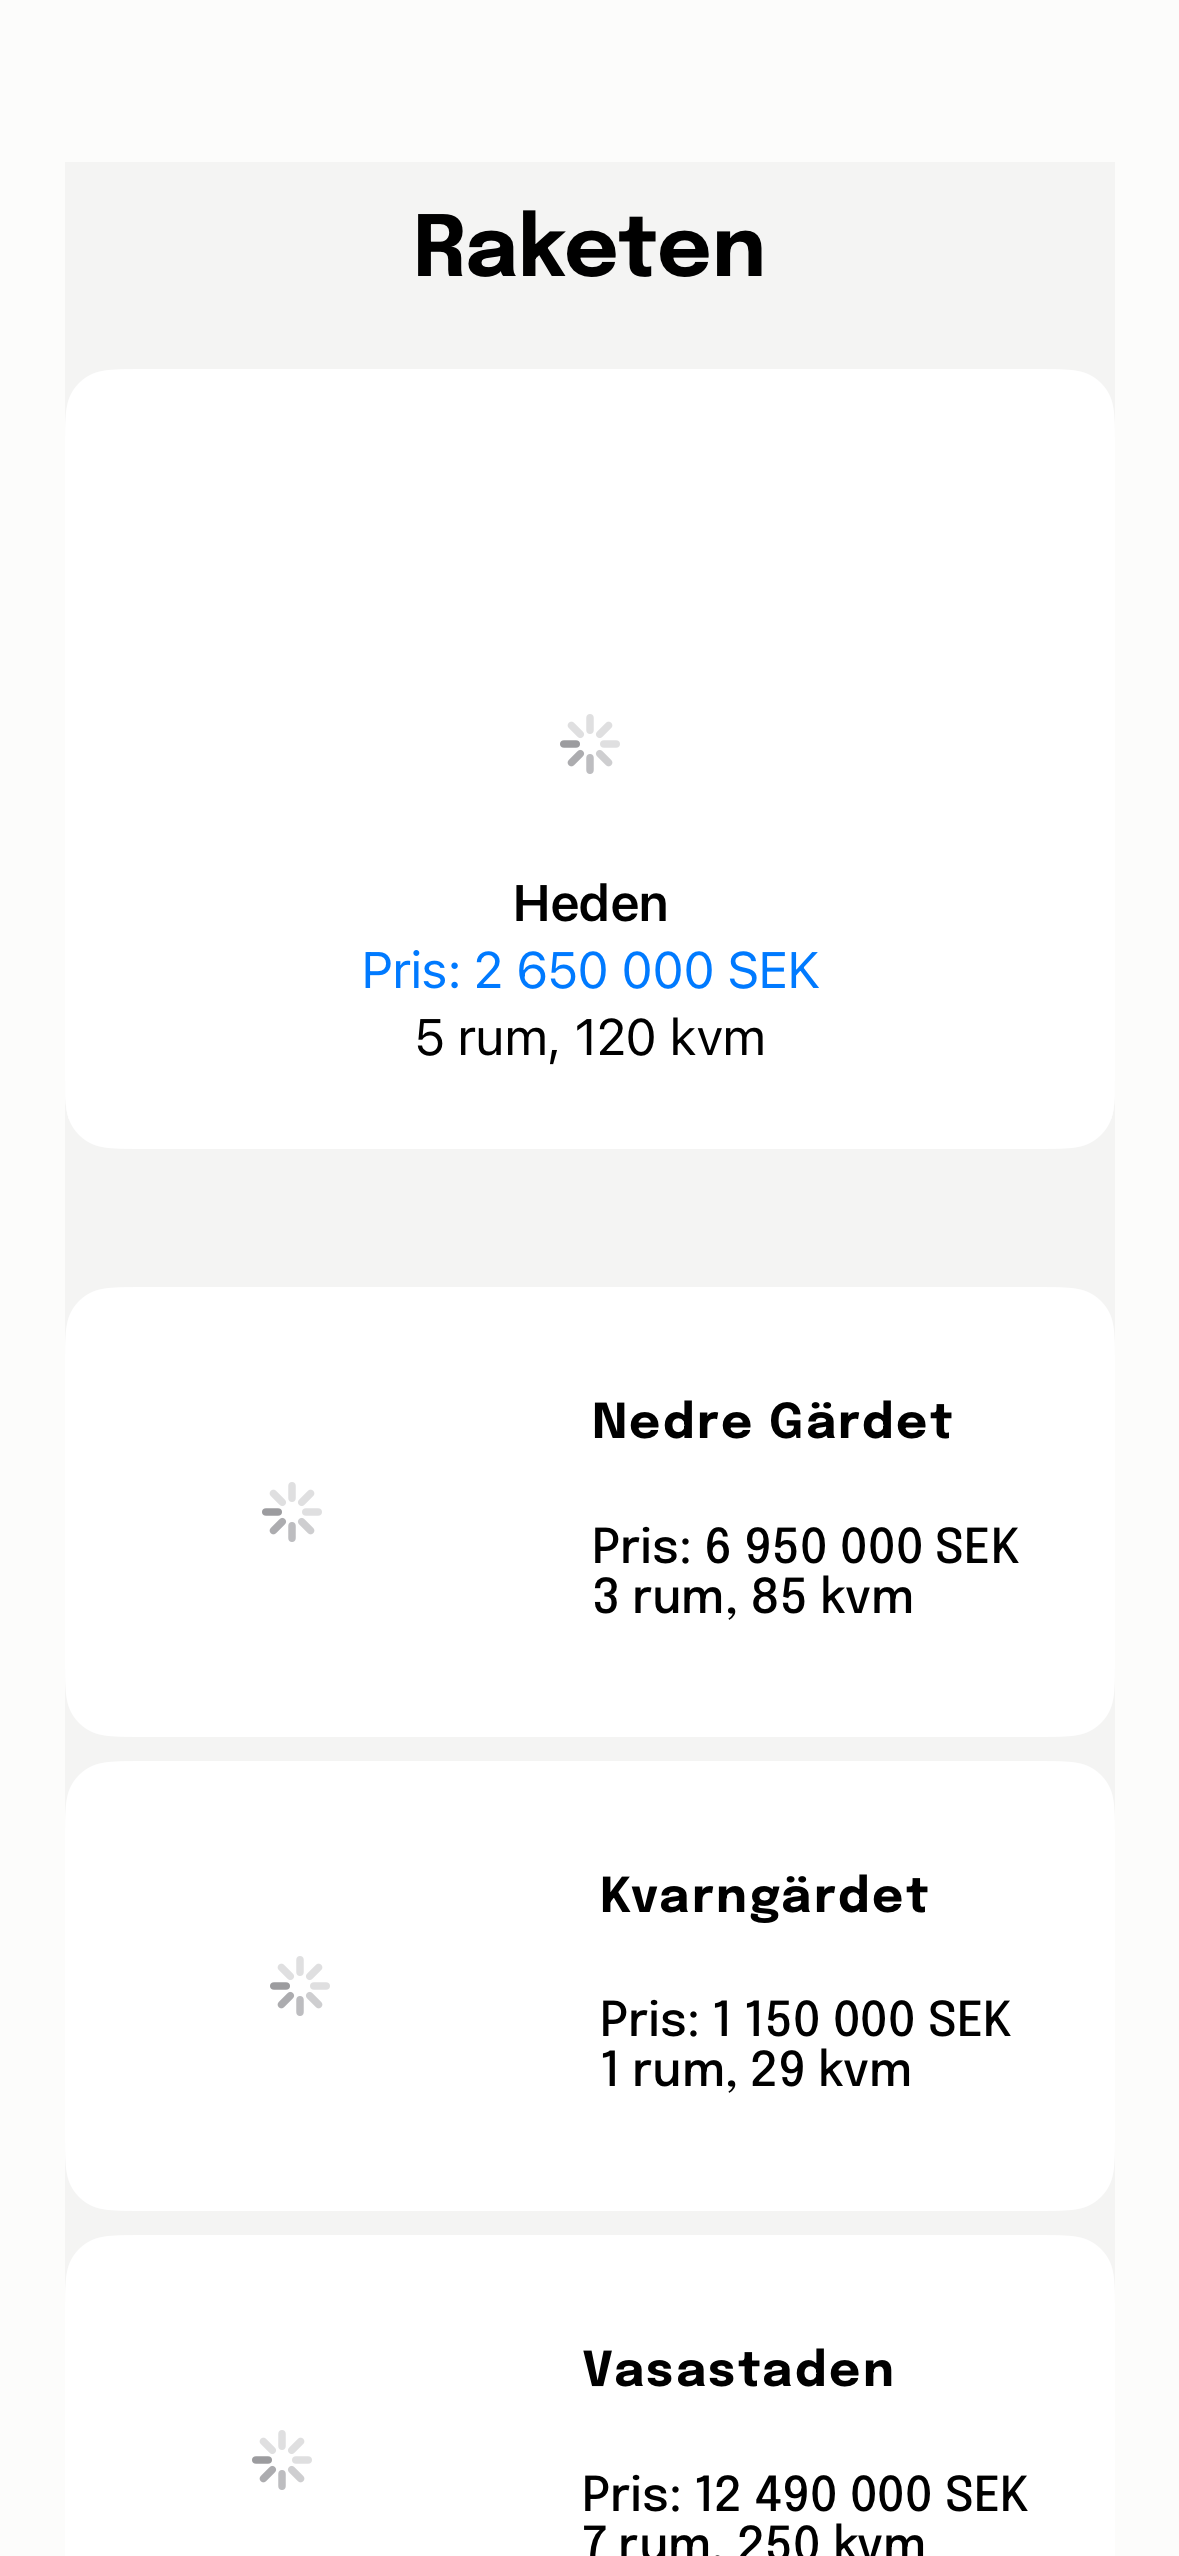 Raketen
Heden
Pris: 2 650 000 SEK
5 rum, 120 kvm
Nedre Gärdet
Pris: 6 950 000 SEK
3 rum, 85 kvm
Kvarngärdet
Pris: 1 150 000 SEK
1 rum, 29 kvm
Vasastaden
Pris: 12 490 000 SEK
7 rum, 250 kvm